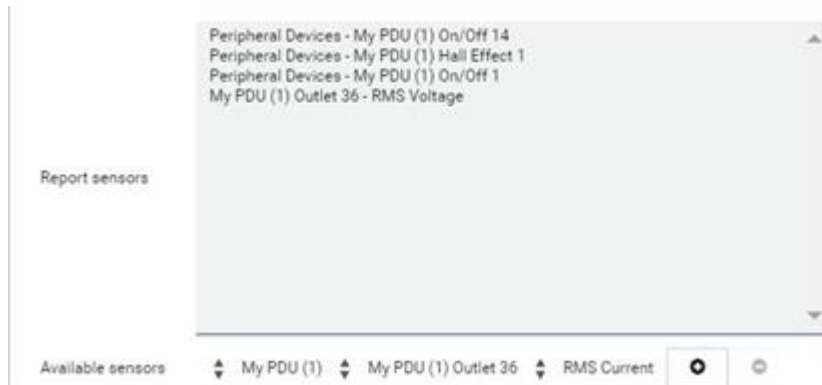 Peripheral Devices - My PDU (1) On/Off 14
Peripheral Devices - My PDU (1) Hall Effect 1
Peripheral Devices - My PDU (1) On/Off 1
My PDU (1) Outlet 36 - RMS Voltage
Report sensors
Available sensors My PDU (1) My PDU (1) Outlet 36 RMS Current